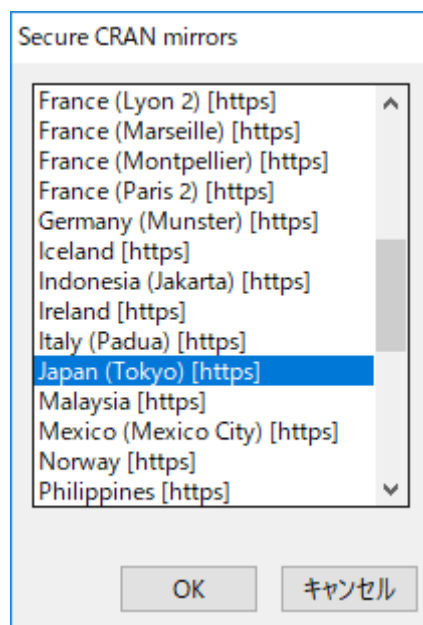 Secure CRAN mirrors
France (Lyon 2) [https]
France (Marseille) [https]
France (Montpellier) [https]
France (Paris 2) [https]
Germany (Munster) [https]
Iceland [https]
Indonesia (Jakarta) [https]
Ireland [https]
Italy (Padua) [https]
Japan (Tokyo) [https]
Malaysia [https]
Mexico (Mexico City) [https]
Norway [https]
Philippines [https]
OK キャンセル